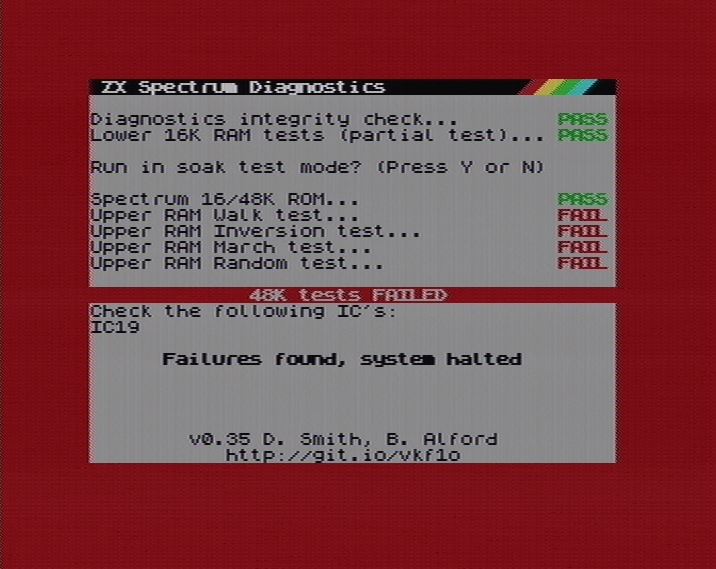 ZX Spectrum Diagnostics
Diagnostics integrity check... PASS
Lower 16K RAM tests (partial test)... PASS
Run in soak test mode? (Press Y or N)
Spectrum 16/48K ROM... PASS
Upper RAM Walk test... FAIL
Upper RAM Inversion test... FAIL
Upper RAM March test... FAIL
Upper RAM Random test... FAIL
48K tests FAILED
Check the following IC's:
IC19
Failures found, system halted
v0.35 D. Smith, B. Alford
http://git.io/vkf1o